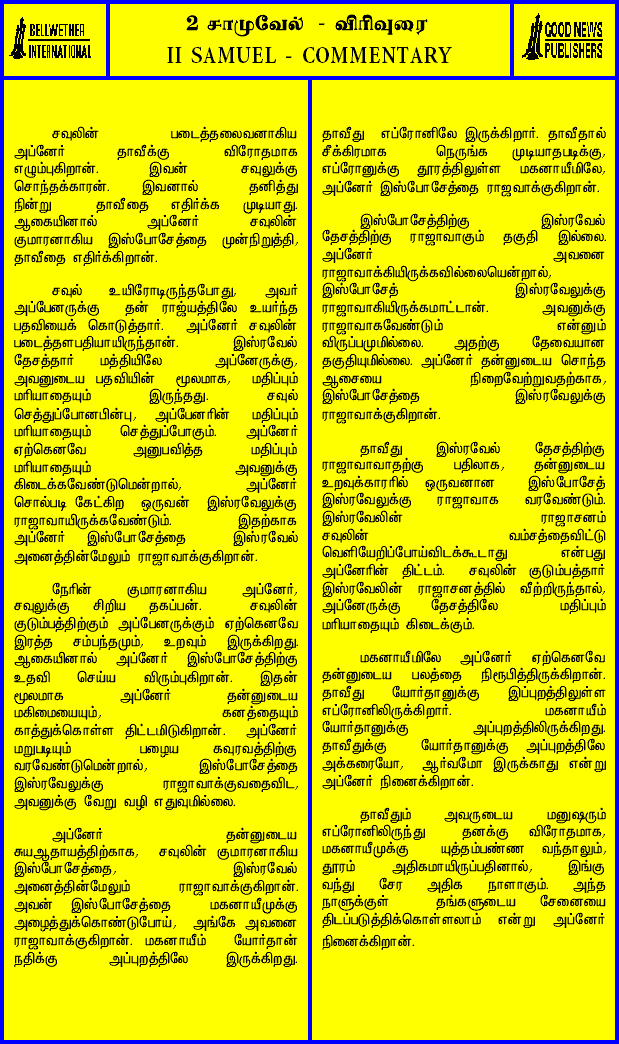 BELLWETHER
INTERNATIONAL
2 சாமுவேல் - விரிவுரை
II SAMUEL - COMMENTARY
GOOD NEWS
PUBLISHERS
சவுலின் படைத்தலைவனாகிய
அப்னேர் தாவீக்கு விரோதமாக
எழும்புகிறான். இவன் சவுலுக்கு
சொந்தக்காரன். இவனால் தனித்து
நின்று தாவீதை எதிர்க்க முடியாது.
ஆகையினால் அப்னேர் சவுலின்
குமாரனாகிய இஸ்போசேத்தை முன்நிறுத்தி,
தாவீதை எதிர்க்கிறான்.
சவுல் உயிரோடிருந்தபோது, அவர்
அப்பேனருக்கு தன் ராஜ்யத்திலே உயர்ந்த
பதவியைக் கொடுத்தார். அப்னேர் சவுலின்
படைத்தளபதியாயிருந்தான். இஸ்ரவேல்
தேசத்தார் மத்தியிலே அப்னேருக்கு,
அவனுடைய பதவியின் மூலமாக, மதிப்பும்
மரியாதையும் இருந்தது. சவுல்
செத்துப்போனபின்பு, அப்பேனரின் மதிப்பும்
மரியாதையும் செத்துப்போகும். அப்னேர்
ஏற்கெனவே அனுபவித்த மதிப்பும்
மரியாதையும் அவனுக்கு
கிடைக்கவேண்டுமென்றால், அப்னேர்
சொல்படி கேட்கிற ஒருவன் இஸ்ரவேலுக்கு
ராஜாவாயிருக்கவேண்டும். இதற்காக
அப்னேர் இஸ்போசேத்தை இஸ்ரவேல்
அனைத்தின்மேலும் ராஜாவாக்குகிறான்.
நேரின் குமாரனாகிய அப்னேர்,
சவுலுக்கு சிறிய தகப்பன். சவுலின்
குடும்பத்திற்கும் அப்பேனருக்கும் ஏற்கெனவே
இரத்த சம்பந்தமும், உறவும் இருக்கிறது.
ஆகையினால் அப்னேர் இஸ்போசேத்திற்கு
உதவி செய்ய விரும்புகிறான். இதன்
மூலமாக அப்னேர் தன்னுடைய
மகிமையையும், கனத்தையும்
காத்துக்கொள்ள திட்டமிடுகிறான். அப்னேர்
மறுபடியும் பழைய கவுரவத்திற்கு
வரவேண்டுமென்றால், இஸ்போசேத்தை
இஸ்ரவேலுக்கு ராஜாவாக்குவதைவிட,
அவனுக்கு வேறு வழி எதுவுமில்லை.
அப்னேர் தன்னுடைய
சுயஆதாயத்திற்காக, சவுலின் குமாரனாகிய
இஸ்போசேத்தை, இஸ்ரவேல்
அனைத்தின்மேலும் ராஜாவாக்குகிறான்.
அவன் இஸ்போசேத்தை மகனாயீமுக்கு
அழைத்துக்கொண்டுபோய், அங்கே அவனை
ராஜாவாக்குகிறான். மகனாயீம் யோர்தான்
நதிக்கு அப்புறத்திலே இருக்கிறது.
தாவீது எப்ரோனிலே இருக்கிறார். தாவீதால்
சீக்கிரமாக நெருங்க முடியாதபடிக்கு,
எப்ரோனுக்கு தூரத்திலுள்ள மகனாயீமிலே,
அப்னேர் இஸ்போசேத்தை ராஜவாக்குகிறான்.
இஸ்போசேத்திற்கு இஸ்ரவேல்
தேசத்திற்கு ராஜாவாகும் தகுதி இல்லை.
அப்னேர் அவனை
ராஜாவாக்கியிருக்கவில்லையென்றால்,
இஸ்போசேத் இஸ்ரவேலுக்கு
ராஜாவாகியிருக்கமாட்டான். அவனுக்கு
ராஜாவாகவேண்டும் என்னும்
விருப்பமுமில்லை. அதற்கு தேவையான
தகுதியுமில்லை. அப்னேர் தன்னுடைய சொந்த
ஆசையை நிறைவேற்றுவதற்காக,
இஸ்போசேத்தை இஸ்ரவேலுக்கு
ராஜாவாக்குகிறான்.
தாவீது இஸ்ரவேல் தேசத்திற்கு
ராஜாவாவாதற்கு பதிலாக, தன்னுடைய
உறவுக்காரரில் ஒருவனான இஸ்போசேத்
இஸ்ரவேலுக்கு ராஜாவாக வரவேண்டும்.
இஸ்ரவேலின் ராஜாசனம்
சவுலின் வம்சத்தைவிட்டு
வெளியேறிப்போய்விடக்கூடாது என்பது
அப்னேரின் திட்டம். சவுலின் குடும்பத்தார்
இஸ்ரவேலின் ராஜாசனத்தில் வீற்றிருந்தால்,
அப்னேருக்கு தேசத்திலே மதிப்பும்
மரியாதையும் கிடைக்கும்.
மகனாயீமிலே அப்னேர் ஏற்கெனவே
தன்னுடைய பலத்தை நிரூபித்திருக்கிறான்.
தாவீது யோர்தானுக்கு இப்புறத்திலுள்ள
எப்ரோனிலிருக்கிறார். மகனாயீம்
யோர்தானுக்கு அப்புறத்திலிருக்கிறது.
தாவீதுக்கு யோர்தானுக்கு அப்புறத்திலே
அக்கரையோ, ஆர்வமோ இருக்காது என்று
அப்னேர் நினைக்கிறான்.
தாவீதும் அவருடைய மனுஷரும்
எப்ரோனிலிருந்து தனக்கு விரோதமாக,
மகனாயீமுக்கு யுத்தம்பண்ண வந்தாலும்,
தூரம் அதிகமாயிருப்பதினால், இங்கு
வந்து சேர அதிக நாளாகும். அந்த
நாளுக்குள் தங்களுடைய சேனையை
திடப்படுத்திக்கொள்ளலாம் என்று அப்னேர்
நினைக்கிறான்.